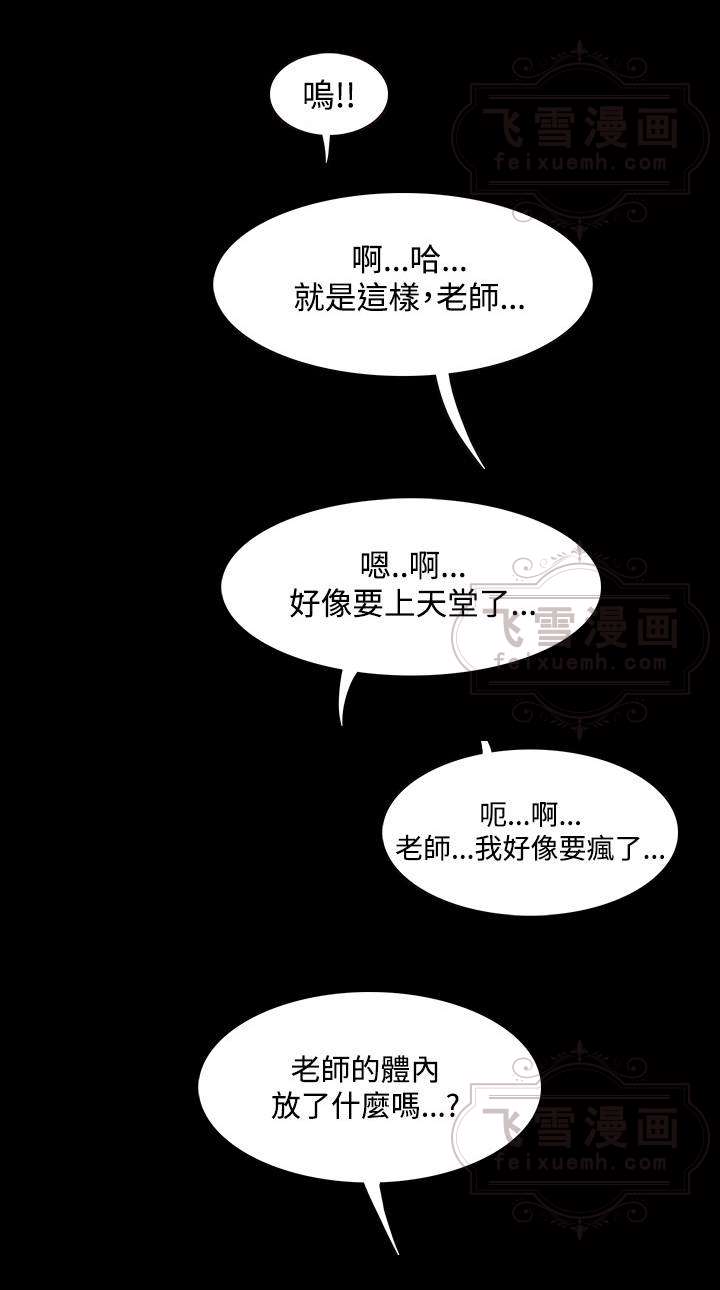 嗚!!
飞雪漫画
feixuemh.com
啊...哈...
就是這樣,老師...
嗯..啊...
好像要上天堂了...
飞雪漫画
feixuemh.com
呃...啊...
老師...我好像要瘋了...
老師的體內
放了什麼嗎...?
飞雪漫画
feixuemh.com